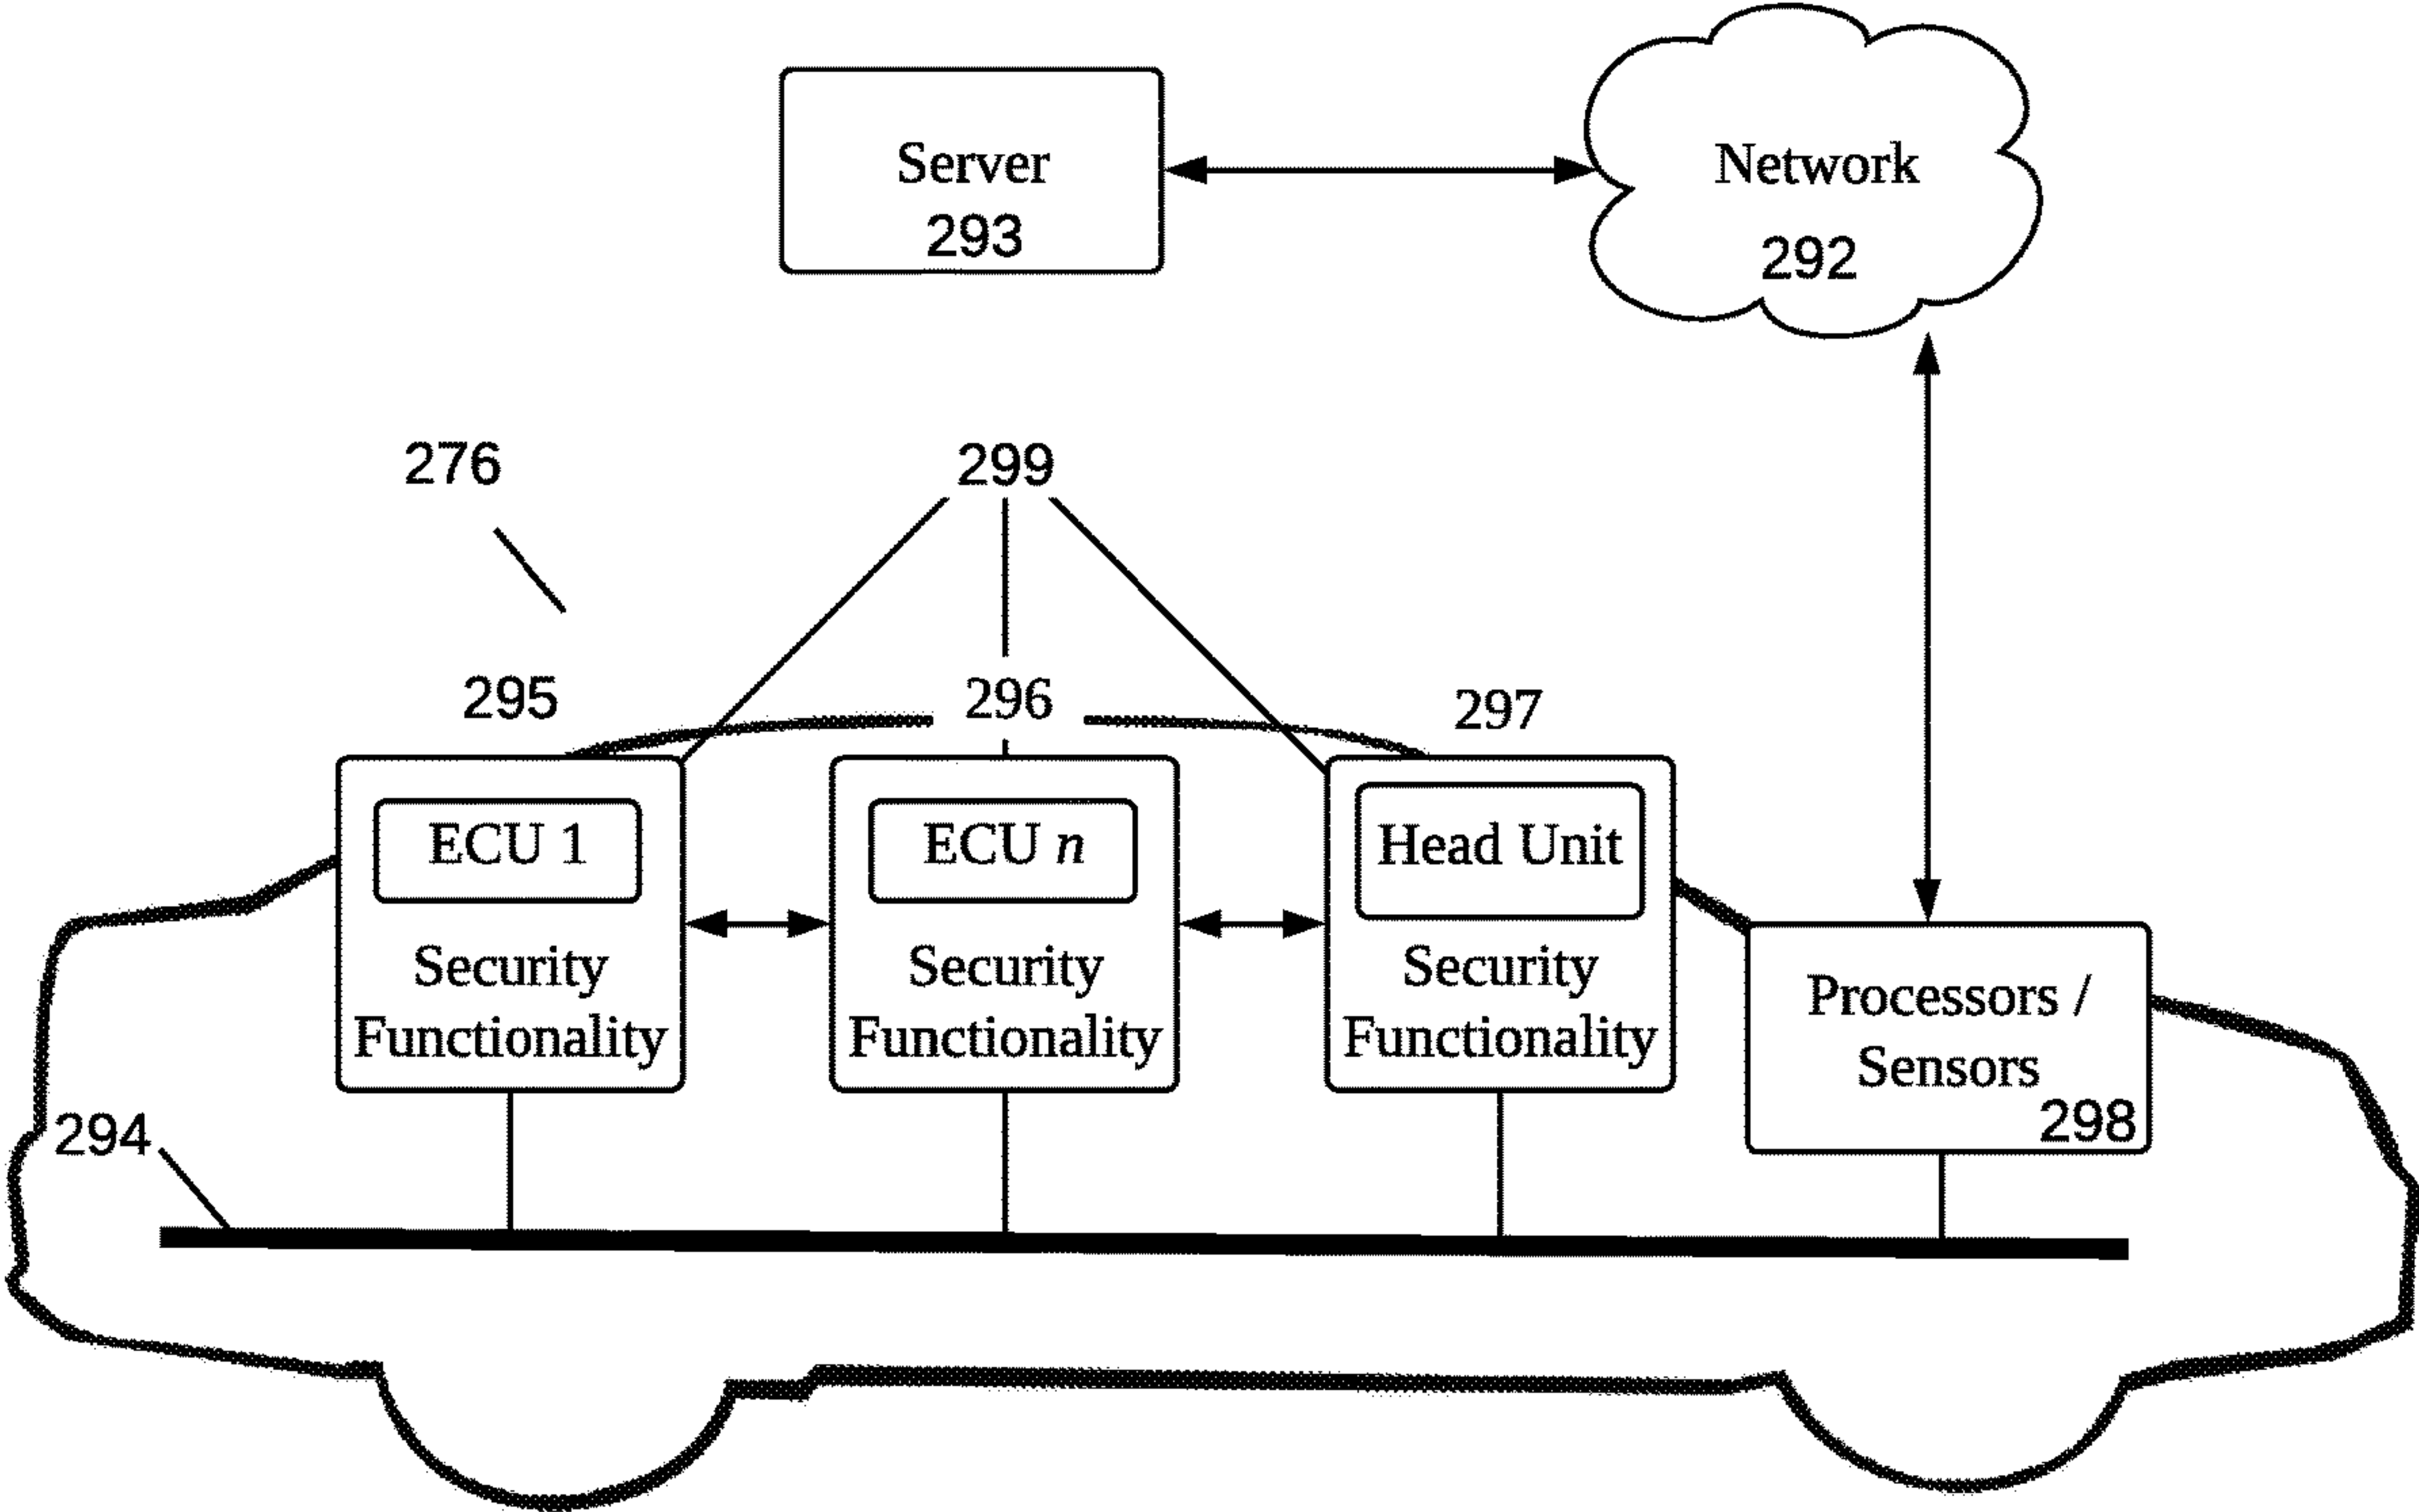 Server
293
Network
292
276
299
295
296
297
ECU 1
Security
Functionality
ECU n
Security
Functionality
Head Unit
Security
Functionality
Processors /
Sensors
298
294